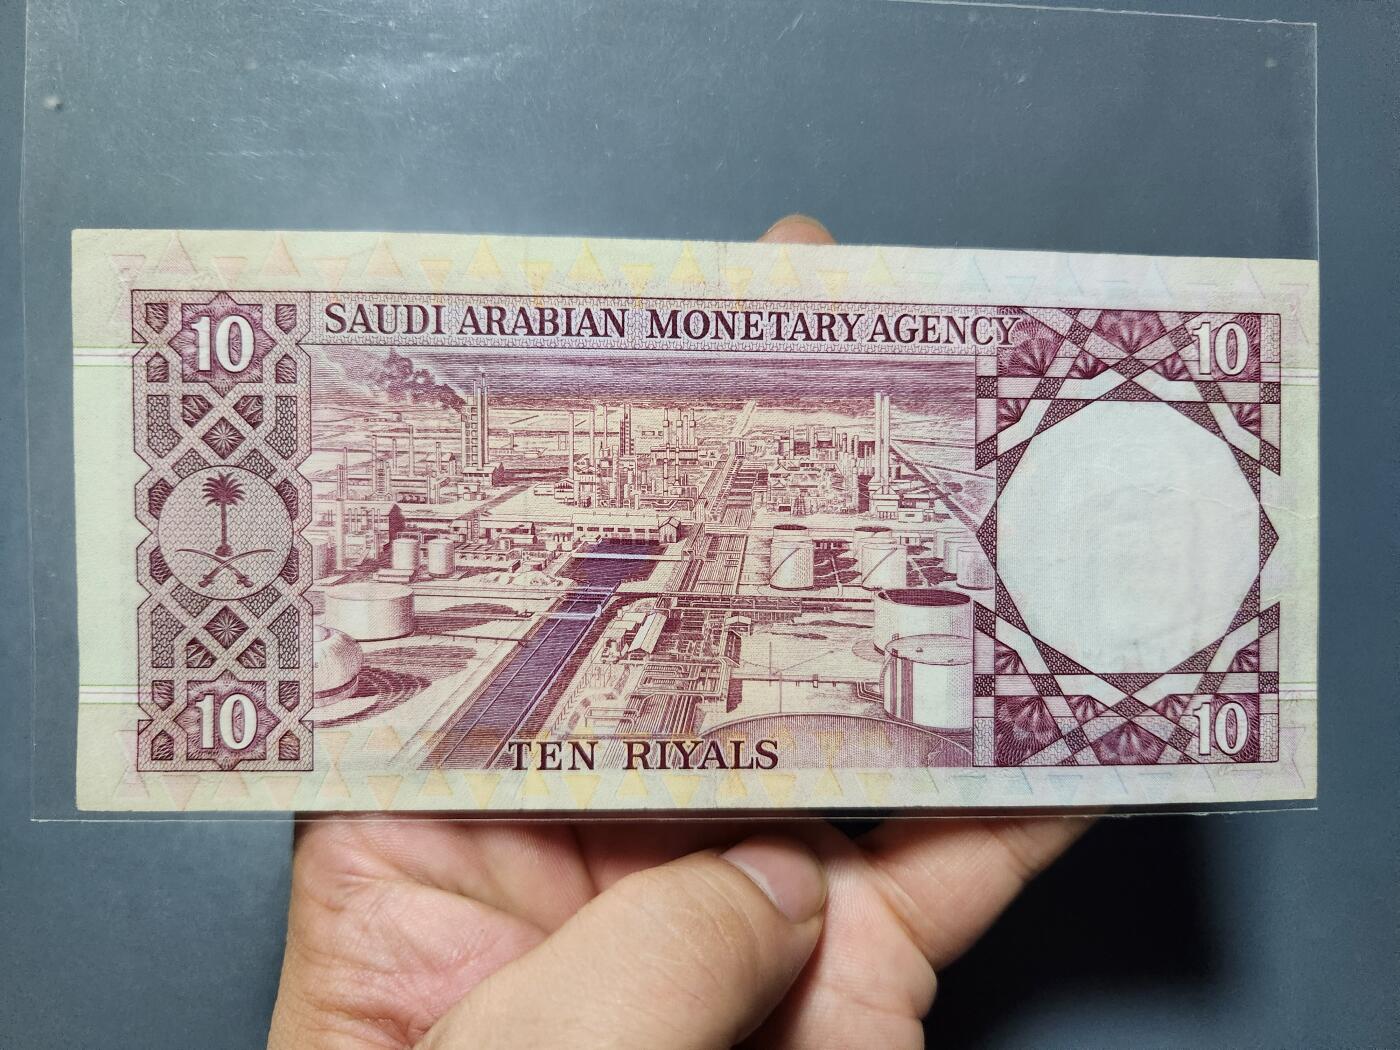 10 SAUDI ARABIAN MONETARY AGENCY 10
10 TEN RIYALS 10